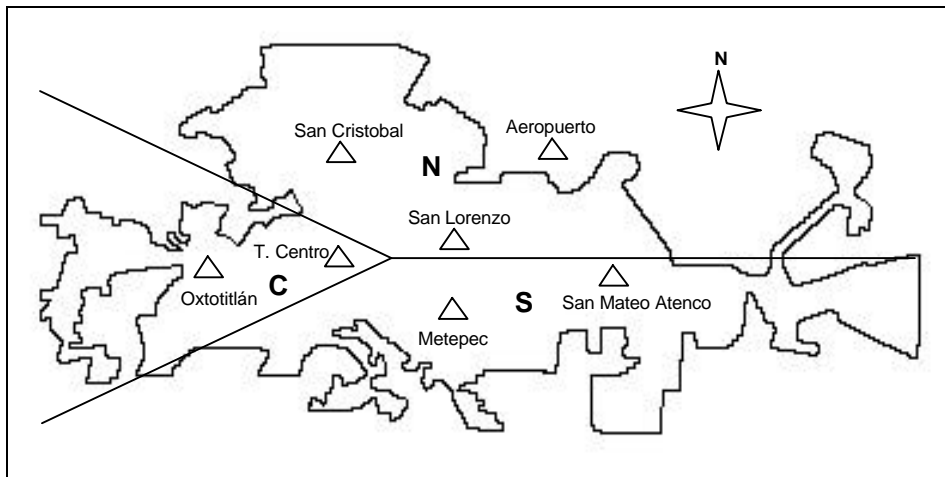 N
San Cristobal
Aeropuerto
N
San Lorenzo
T. Centro
Oxtotitlán
C
S
San Mateo Atenco
Metepec